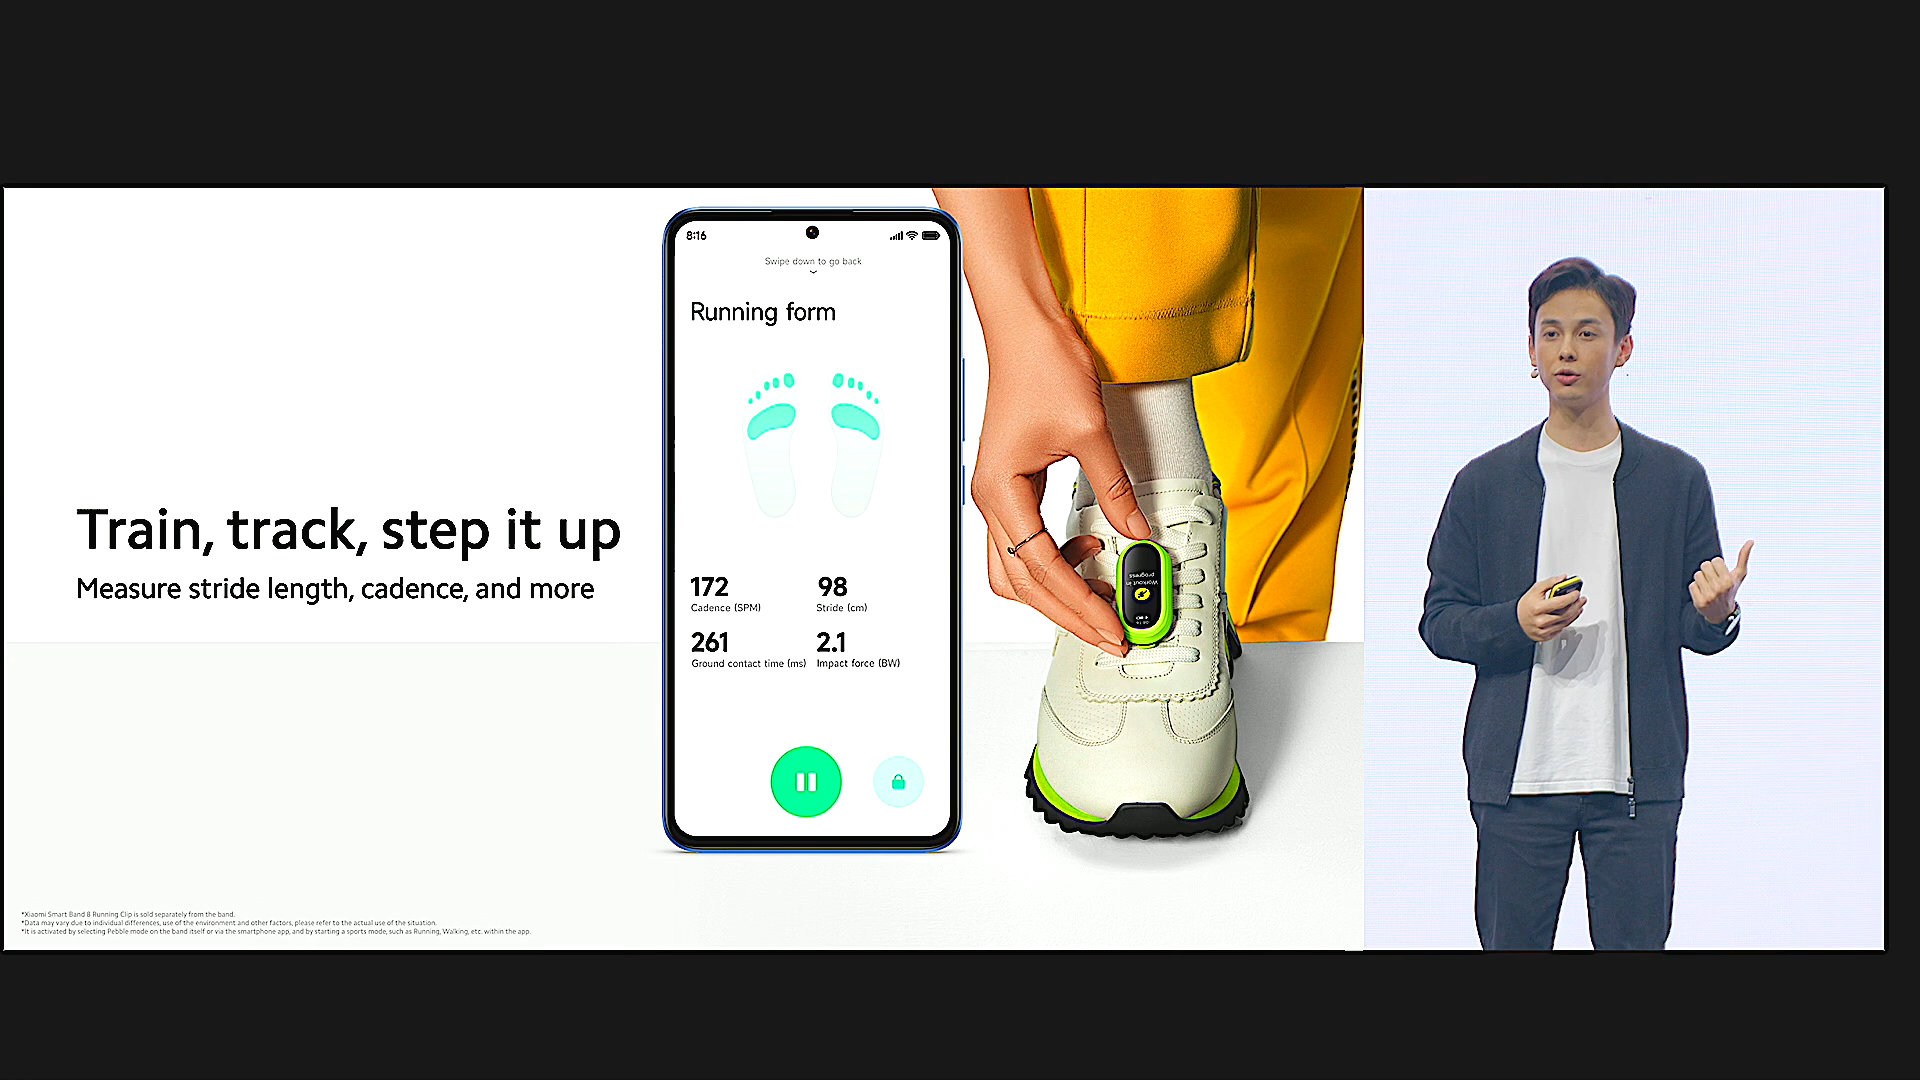 Train, track, step it up
Measure stride length, cadence, and more
8:16
Swipe down to go back
Running form
172
98
Cadence (SPM)
Stride (cm)
261
2.1
Ground contact time (ms)
Impact force (BW)
Workout in
progress
*Xiaomi Smart Band 8 Running Clip is sold separately from the band.
*Data may vary due to individual differences, use of the environment and other factors, please refer to the actual use of the situation.
*It is activated by selecting Pebble mode on the band itself or via the smartphone app, and by starting a sports mode, such as Running, Walking, etc. within the app.